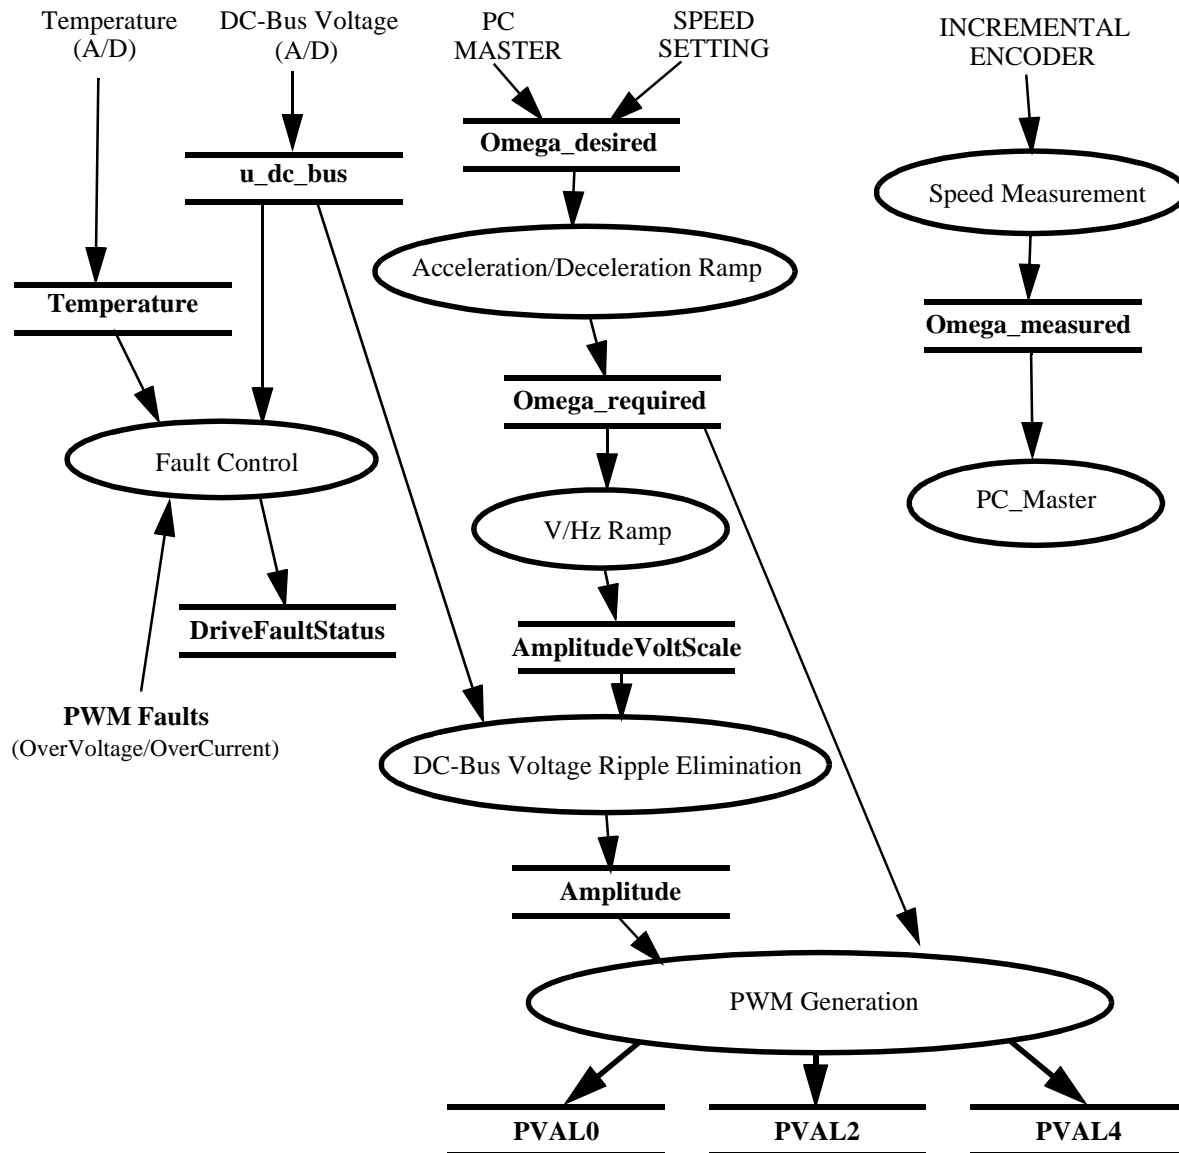 Temperature
(A/D)
DC-Bus Voltage
(A/D)
PC
MASTER
SPEED
SETTING
INCREMENTAL
ENCODER
Omega_desired
u_dc_bus
Speed Measurement
Acceleration/Deceleration Ramp
Temperature
Omega_measured
Omega_required
Fault Control
PC_Master
V/Hz Ramp
DriveFaultStatus
AmplitudeVoltScale
PWM Faults
(OverVoltage/OverCurrent)
DC-Bus Voltage Ripple Elimination
Amplitude
PWM Generation
PVAL0
PVAL2
PVAL4